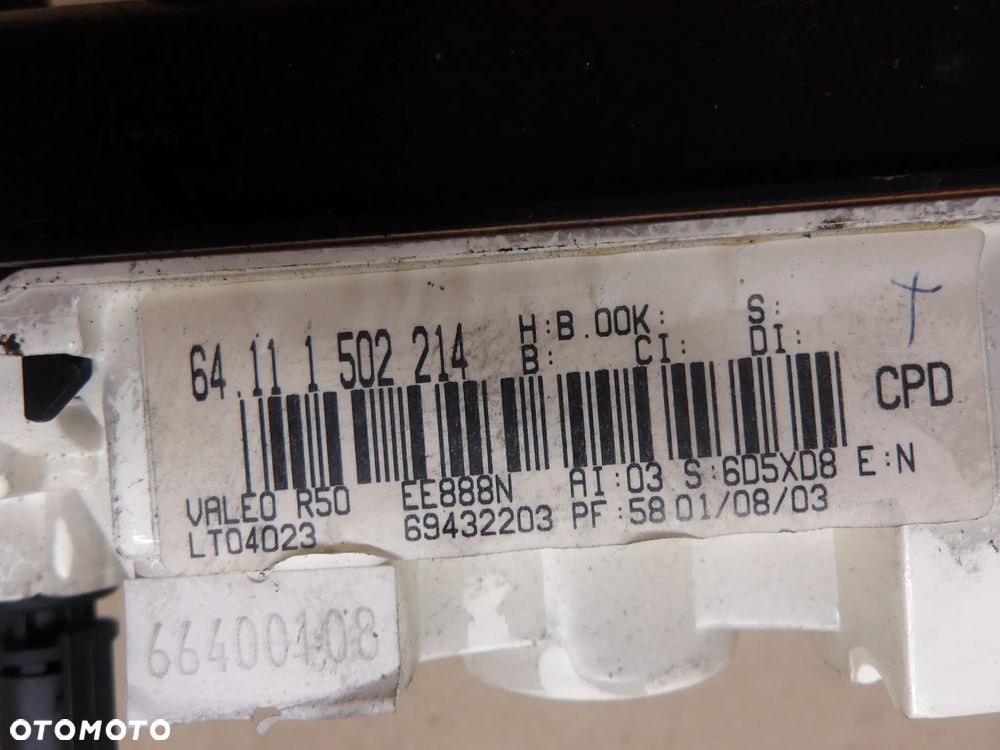 64.11 1 502 214
H:B.00K: S:
B: CI: DI:
CPD
VALEO R50 EE888N AI:03 S:6D5XD8 E:N
LT04023 69432203 PF:58 01/08/03
66400108
OTOMOTO